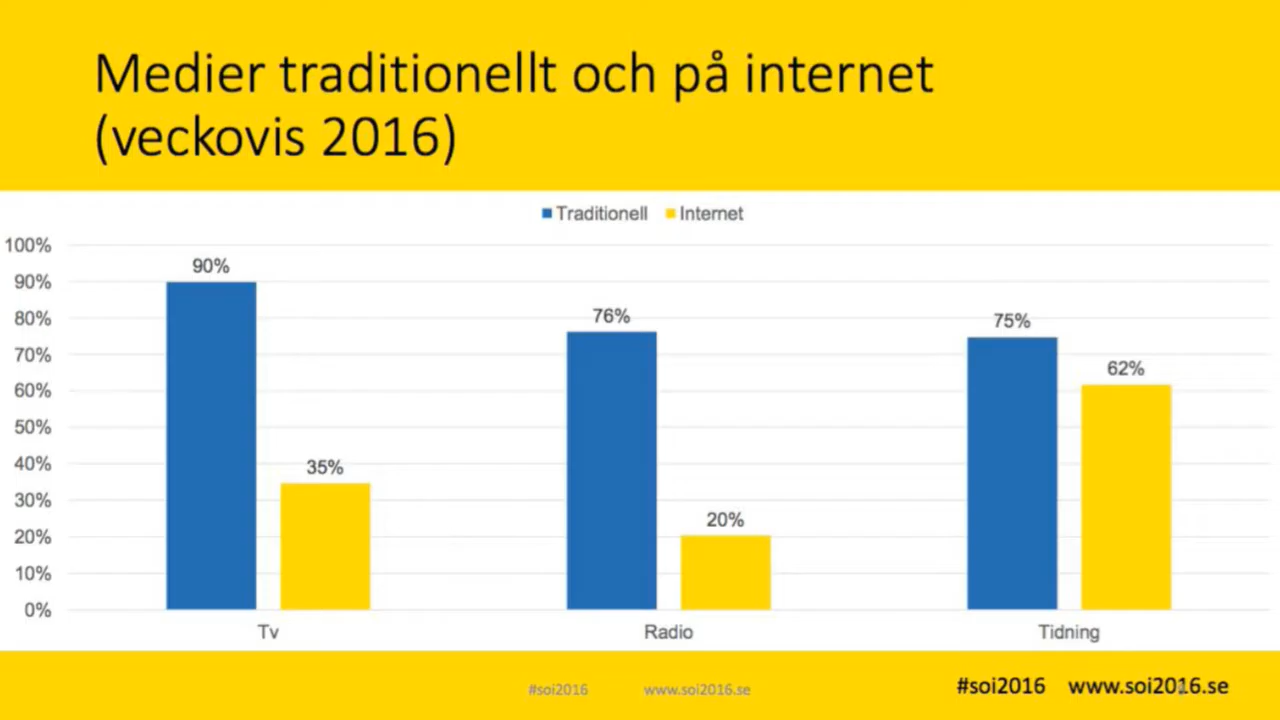 Medier traditionellt och på internet
(veckovis 2016)
Traditionell Internet
100%
90%
80%
70%
60%
50%
40%
30%
20%
10%
0%
90%
35%
76%
20%
75%
62%
Tv Radio Tidning
#soi2016 www.soi2016.se
#soi2016 www.soi2016.se